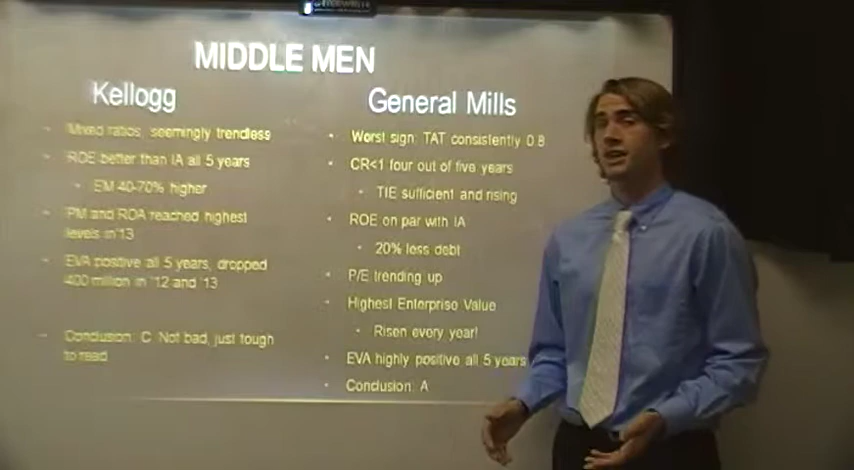 MIDDLE MEN
Kellogg
Mixed ratios, seemingly trendless
ROE better than IA all 5 years
EM 40-70% higher
PM and ROA reached highest
levels in '13
EVA positive all 5 years, dropped
400 million in '12 and '13
Conclusion: C Not bad, just tough
to read
General Mills
Worst sign: TAT consistently 0.8
CR<1 four out of five years
TIE sufficient and rising
ROE on par with IA
20% less debt
P/E trending up
Highest Enterprise Value
Risen every year!
EVA highly positive all 5 years
Conclusion: A